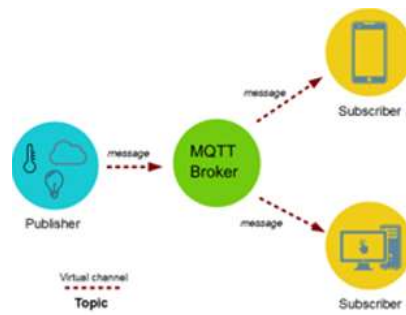 message
Subscriber
message
MQTT
Broker
Publisher
message
Subscriber
Virtual channel
Topic